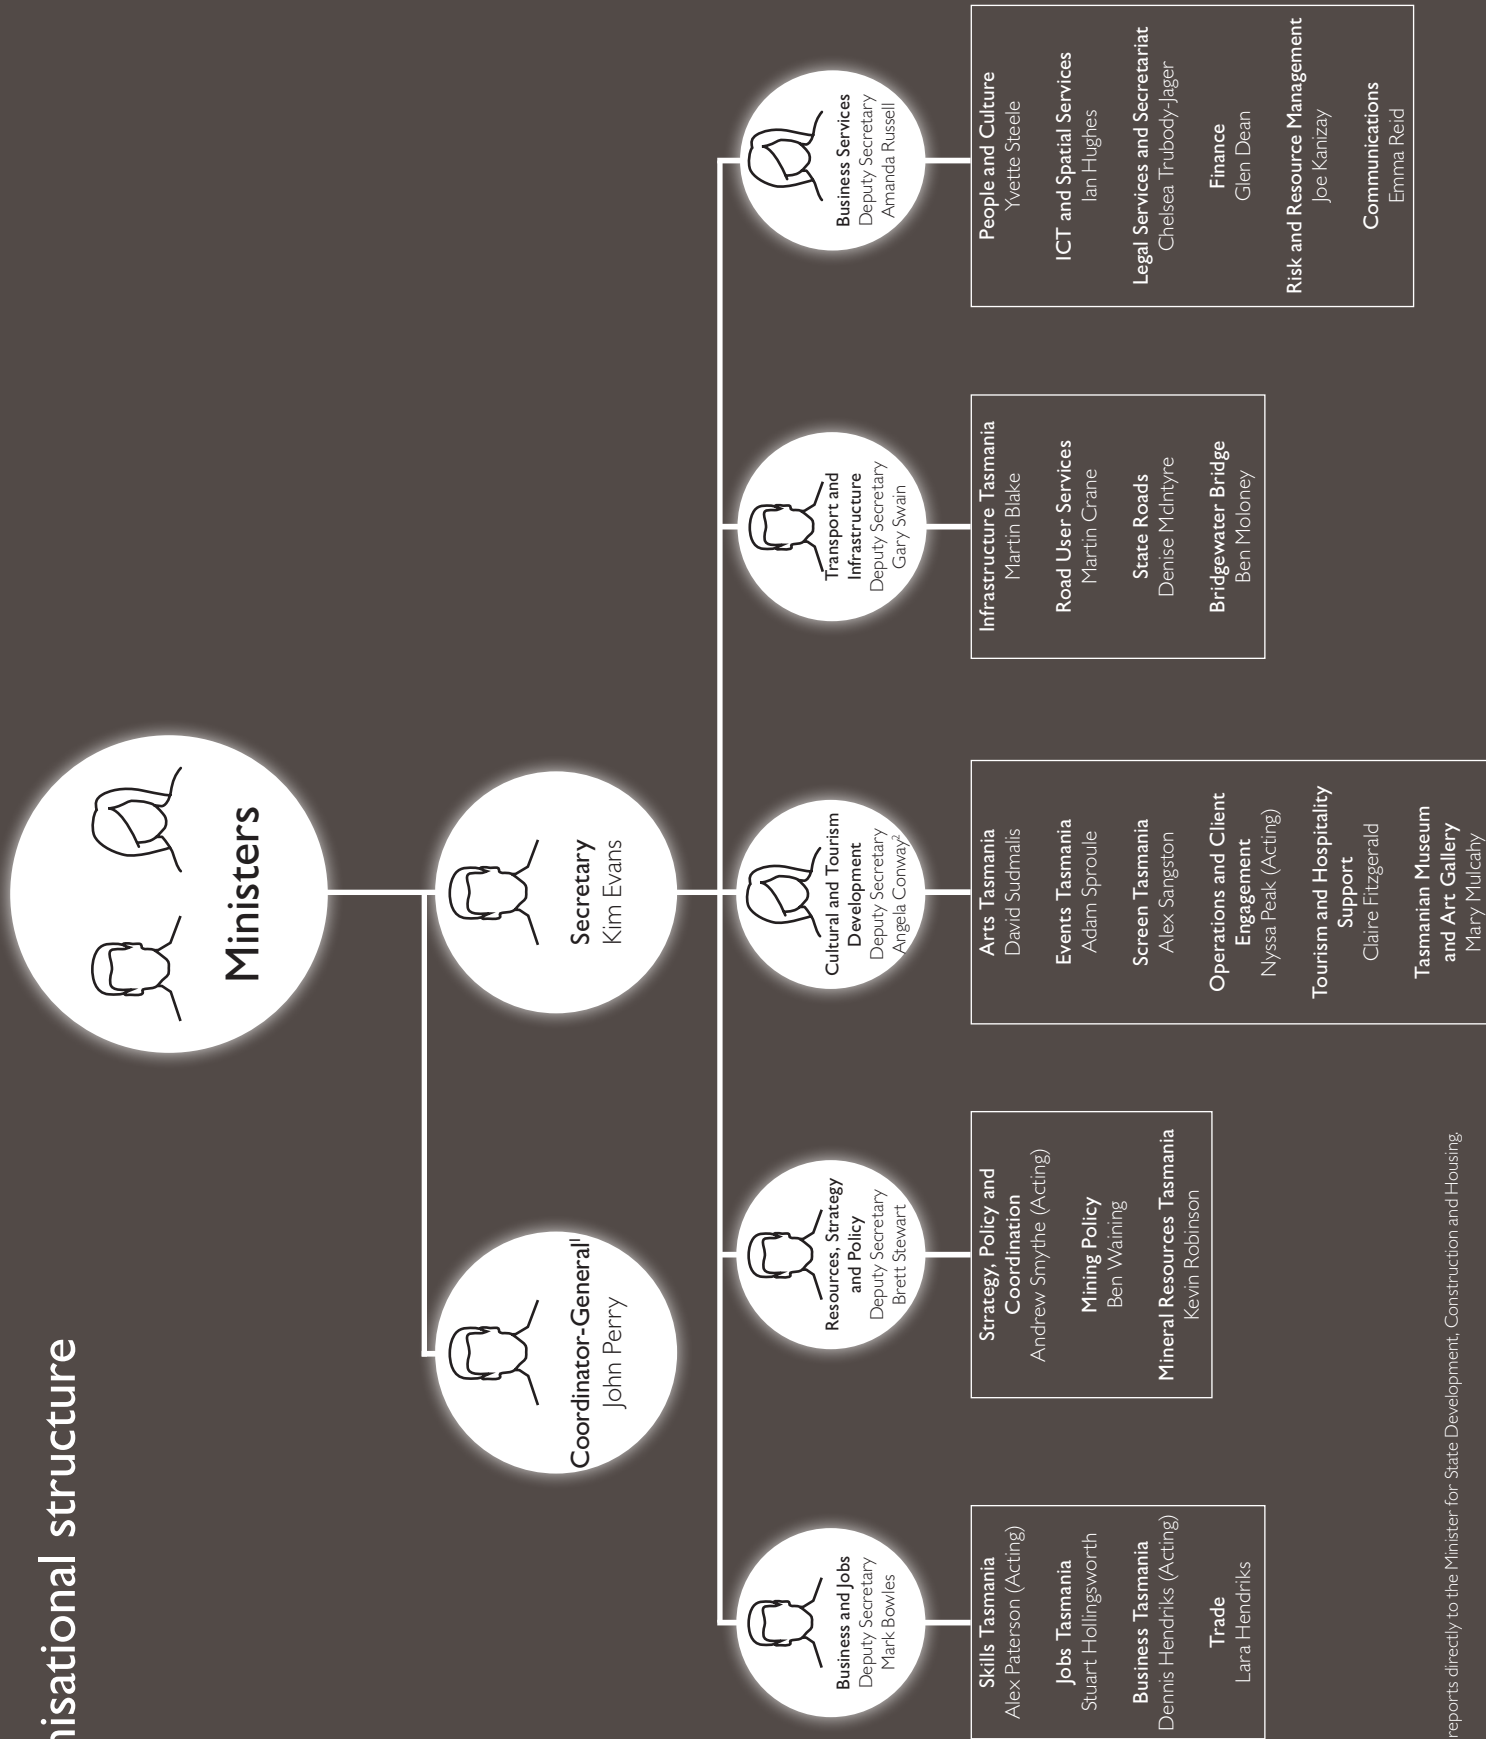 nisational structure
Ministers
Coordinator-General¹
John Perry
Secretary
Kim Evans
Business and Jobs
Deputy Secretary
Mark Bowles
Resources, Strategy
and Policy
Deputy Secretary
Brett Stewart
Cultural and Tourism
Development
Deputy Secretary
Angela Conway²
Transport and
Infrastructure
Deputy Secretary
Gary Swain
Business Services
Deputy Secretary
Amanda Russell
Skills Tasmania
Alex Paterson (Acting)
Jobs Tasmania
Stuart Hollingsworth
Business Tasmania
Dennis Hendriks (Acting)
Trade
Lara Hendriks
Strategy, Policy and
Coordination
Andrew Smythe (Acting)
Mining Policy
Ben Waining
Mineral Resources Tasmania
Kevin Robinson
Arts Tasmania
David Sudmalis
Events Tasmania
Adam Sproule
Screen Tasmania
Alex Sangston
Operations and Client
Engagement
Nyssa Peak (Acting)
Tourism and Hospitality
Support
Claire Fitzgerald
Tasmanian Museum
and Art Gallery
Mary Mulcahy
Infrastructure Tasmania
Martin Blake
Road User Services
Martin Crane
State Roads
Denise McIntyre
Bridgewater Bridge
Ben Moloney
People and Culture
Yvette Steele
ICT and Spatial Services
Ian Hughes
Legal Services and Secretariat
Chelsea Trubody-Jager
Finance
Glen Dean
Risk and Resource Management
Joe Kanizay
Communications
Emma Reid
reports directly to the Minister for State Development, Construction and Housing.